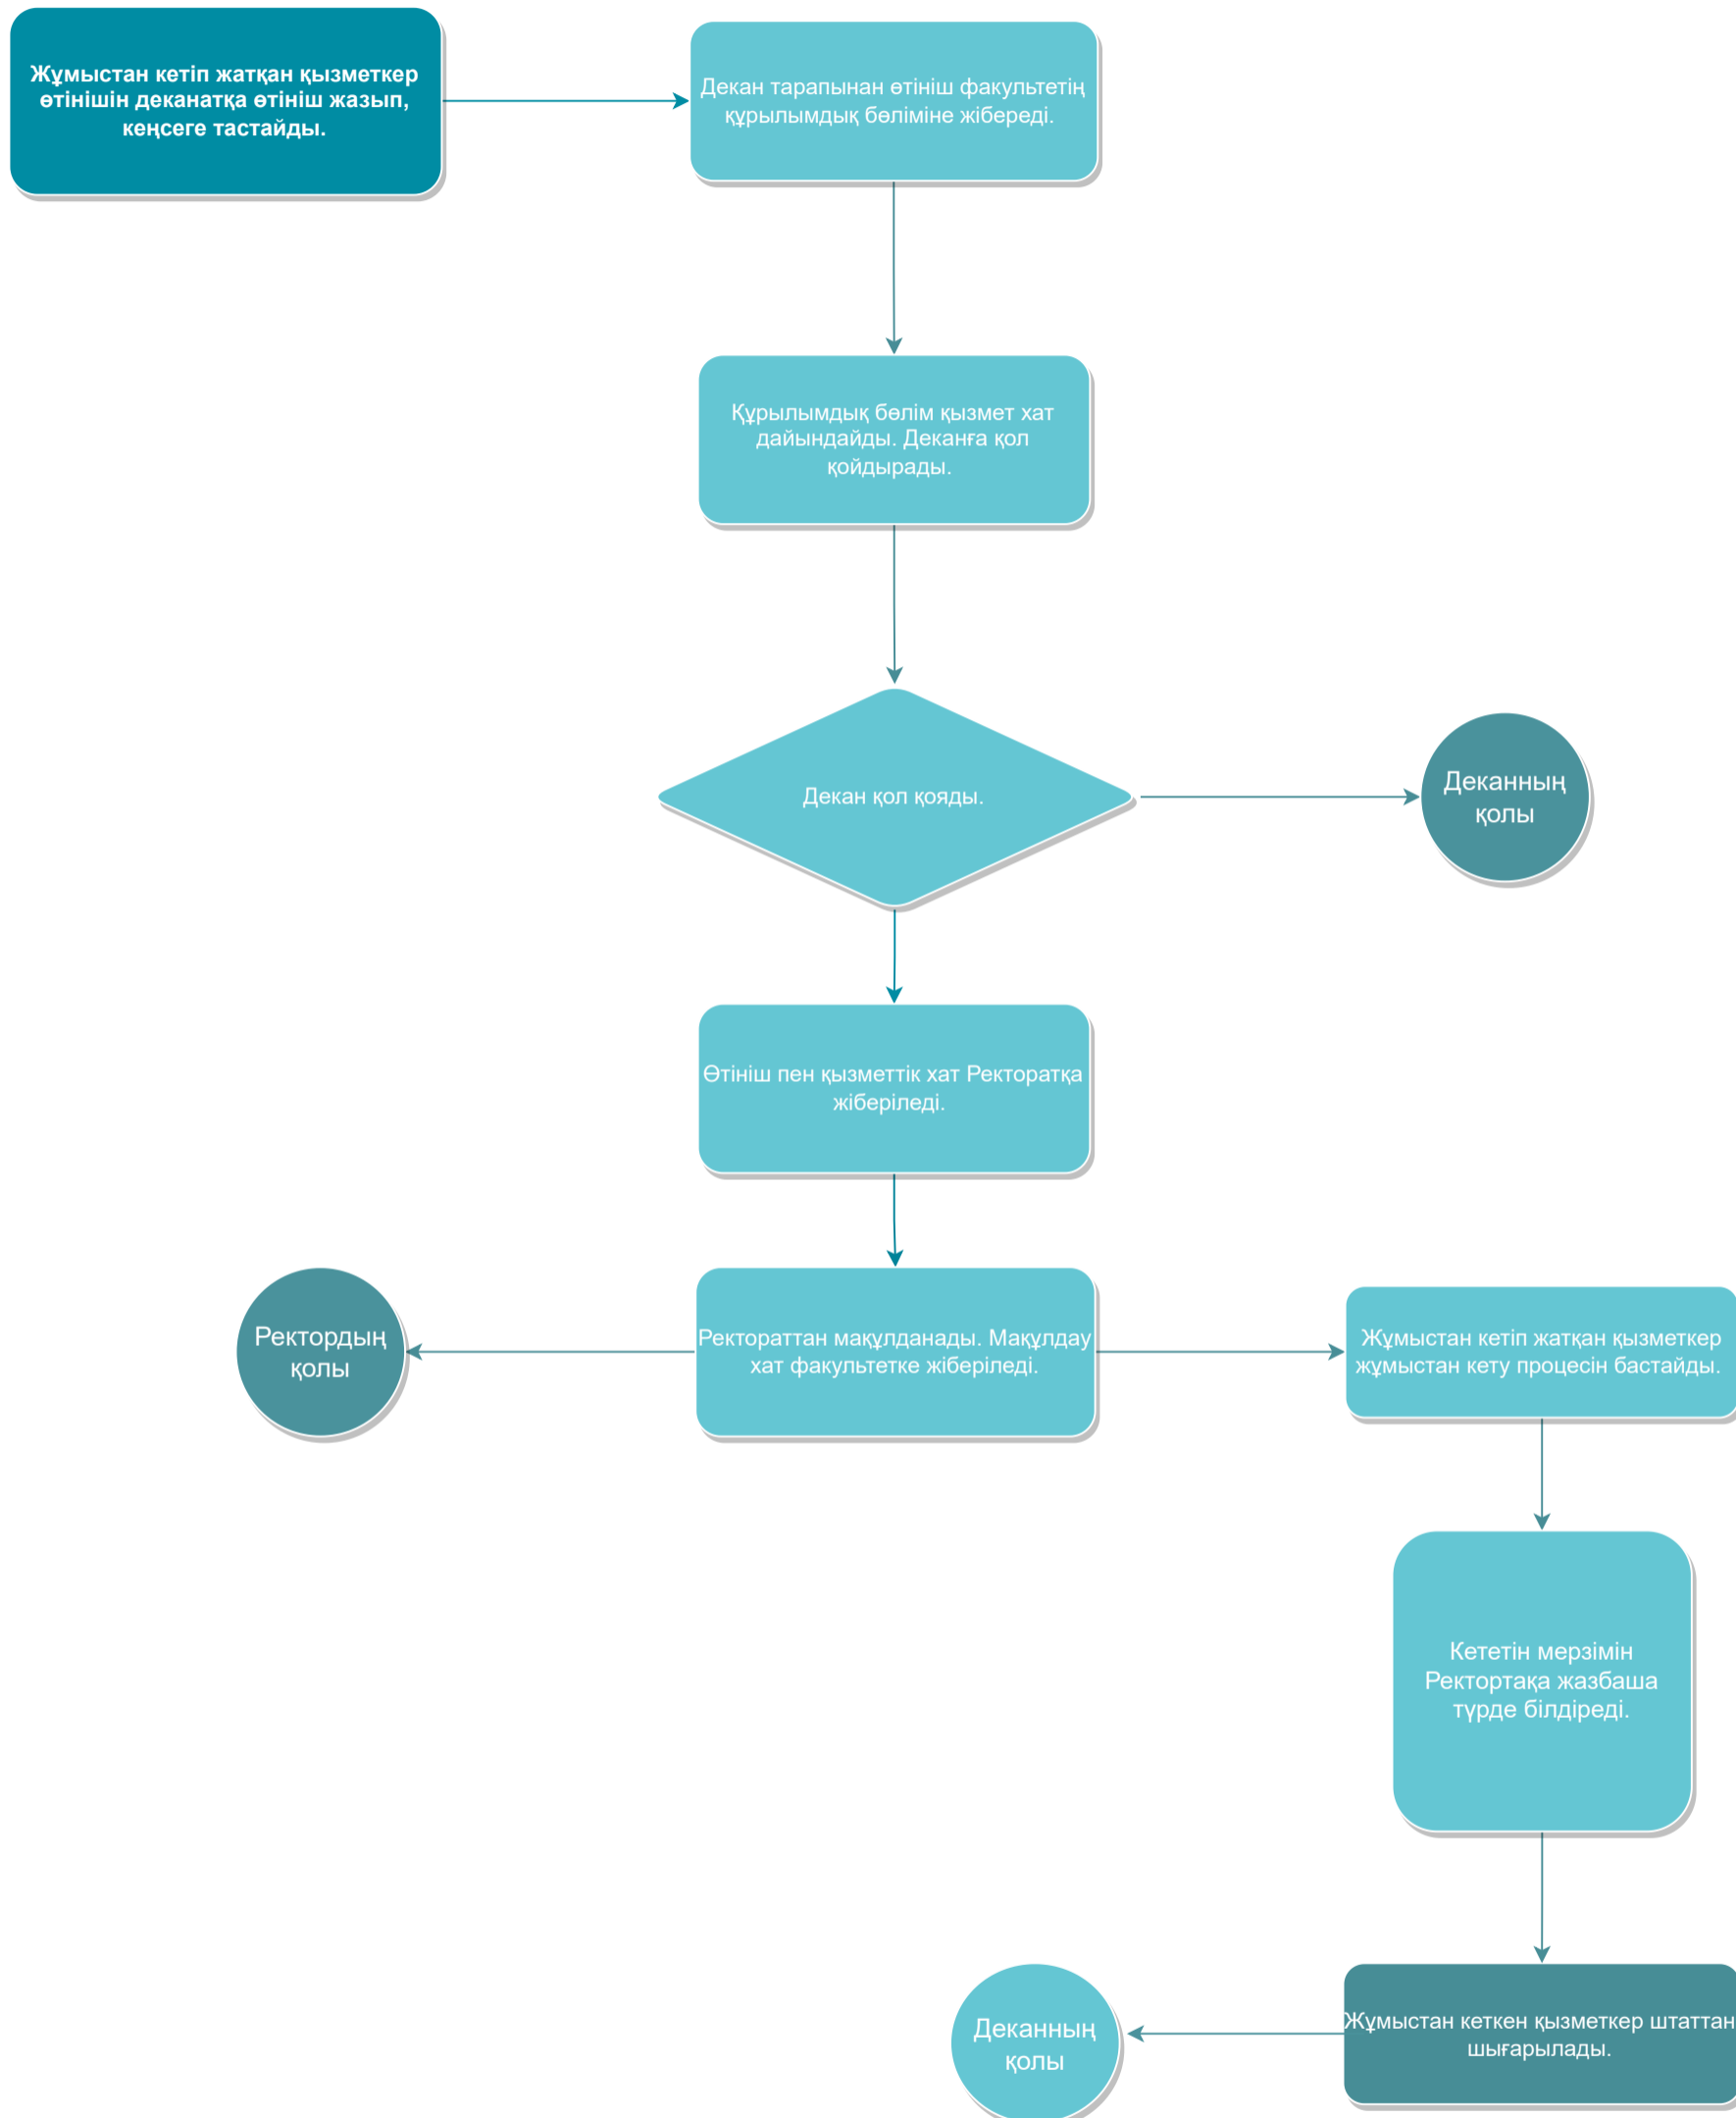 Жұмыстан кетіп жатқан қызметкер
өтінішін деканатқа өтініш жазып,
кеңсеге тастайды.
Декан тарапынан өтініш факультетің
құрылымдық бөліміне жібереді.
Құрылымдық бөлім қызмет хат
дайындайды. Деканға қол
қойдырады.
Декан қол қояды.
Деканның
қолы
Өтініш пен қызметтік хат Ректоратқа
жіберіледі.
Ректордың
қолы
Ректораттан мақұлданады. Мақұлдау
хат факультетке жіберіледі.
Жұмыстан кетіп жатқан қызметкер
жұмыстан кету процесін бастайды.
Кететін мерзімін
Ректортақа жазбаша
түрде білдіреді.
Деканның
қолы
Жұмыстан кеткен қызметкер штаттан
шығарылады.